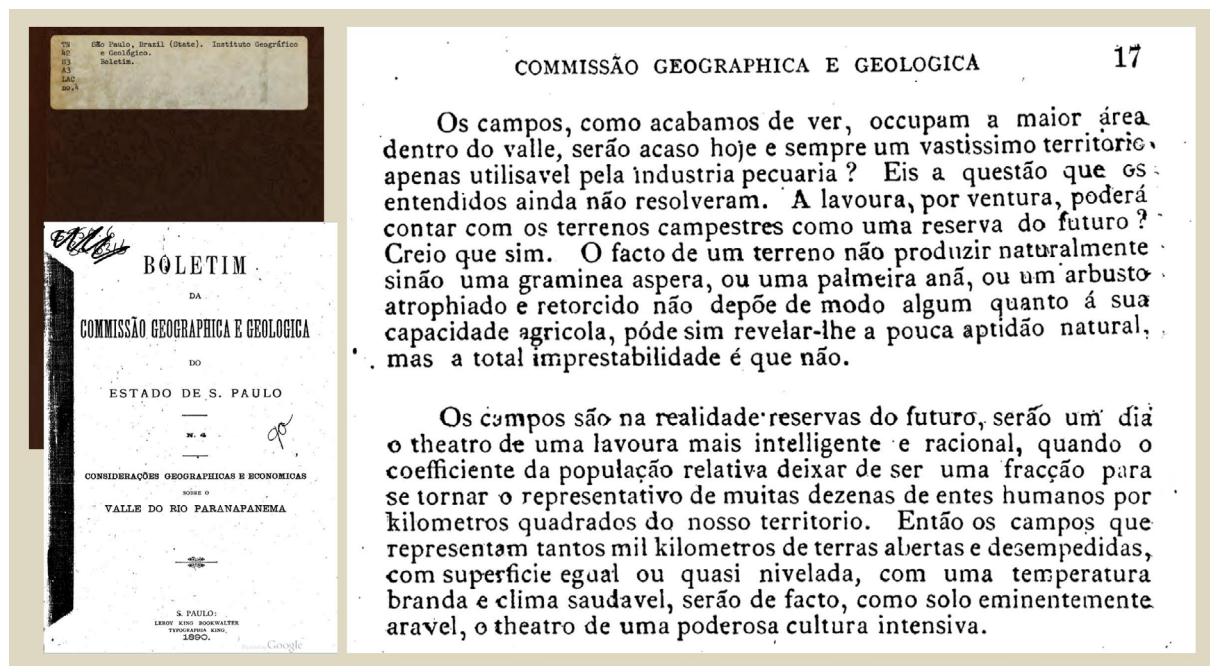 TN
42
S3
A3
LAC
no.4
São Paulo, Brazil (State). Instituto Geográfico
e Geológico.
Boletim.
BOLETIM
DA
COMMISSÃO GEOGRAPHICA E GEOLOGICA
DO
ESTADO DE S. PAULO
N. 4
CONSIDERAÇÕES GEOGRAPHICAS E ECONOMICAS
SOBRE O
VALLE DO RIO PARANAPANEMA
S. PAULO:
LEROY KING BOOKWALTER
TYPOGRAPHIA KING
1890.
Google
COMMISSÃO GEOGRAPHICA E GEOLOGICA 17
Os campos, como acabamos de ver, occupam a maior área
dentro do valle, serão acaso hoje e sempre um vastissimo territorio
apenas utilisavel pela industria pecuaria ? Eis a questão que os
entendidos ainda não resolveram. A lavoura, por ventura, poderá
contar com os terrenos campestres como uma reserva do futuro ?
Creio que sim. O facto de um terreno não produzir naturalmente
sinão uma graminea aspera, ou uma palmeira anã, ou um arbusto
atrophiado e retorcido não depõe de modo algum quanto á sua
capacidade agricola, póde sim revelar-lhe a pouca aptidão natural,
mas a total imprestabilidade é que não.
Os campos são na realidade reservas do futuro, serão um dia
o theatro de uma lavoura mais intelligente e racional, quando o
coefficiente da população relativa deixar de ser uma fracção para
se tornar o representativo de muitas dezenas de entes humanos por
kilometros quadrados do nosso territorio. Então os campos que
representam tantos mil kilometros de terras abertas e desempedidas,
com superficie egual ou quasi nivelada, com uma temperatura
branda e clima saudavel, serão de facto, como solo eminentemente
aravel, o theatro de uma poderosa cultura intensiva.